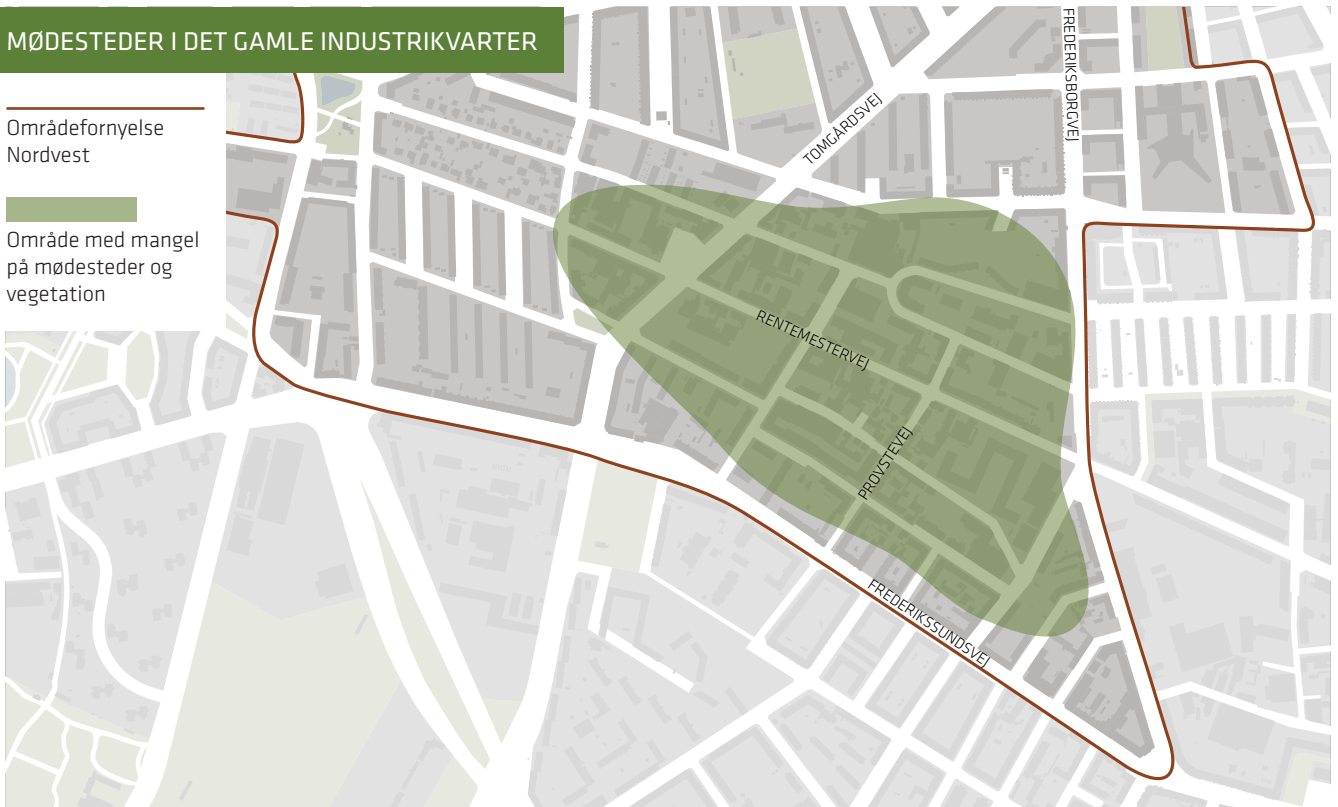 MØDESTEDER I DET GAMLE INDUSTRIKVARTER
Områdefornyelse
Nordvest
Område med mangel
på mødesteder og
vegetation
FREDERIKSBORGVEJ
TOMGÅRDSVEJ
RENTEMESTERVEJ
PROVSTEVEJ
FREDERIKSSUNDSVEJ